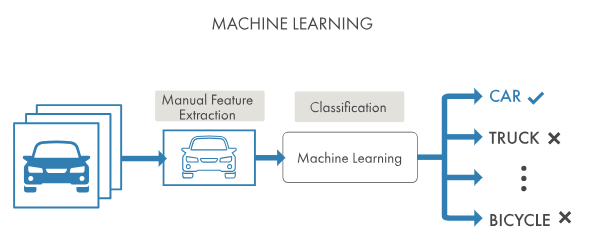 MACHINE LEARNING
Manual Feature
Extraction
Classification
Machine Learning
CAR
TRUCK
BICYCLE